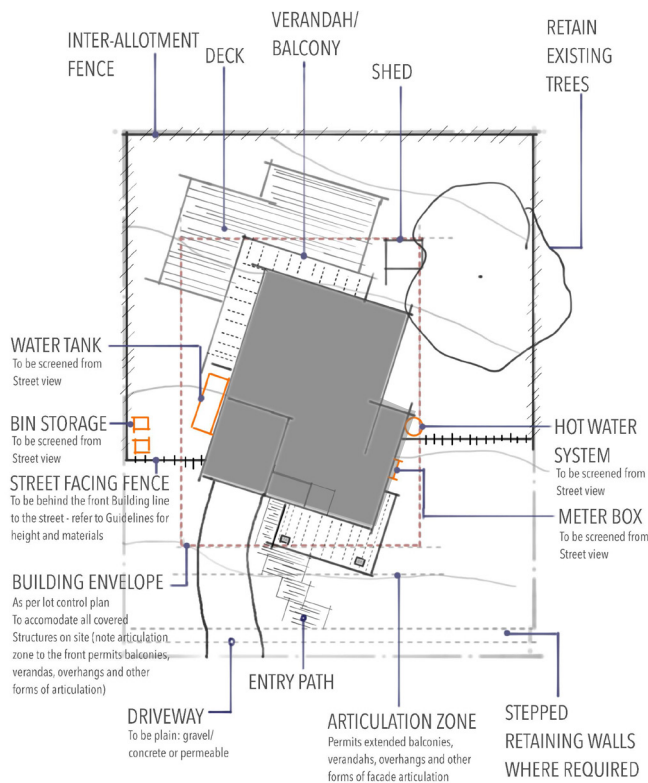 INTER-ALLOTMENT
FENCE
DECK
VERANDAH/
BALCONY
SHED
RETAIN
EXISTING
TREES
WATER TANK
To be screened from
Street view
BIN STORAGE
To be screened from
Street view
STREET FACING FENCE
To be behind the front Building line
to the street - refer to Guidelines for
height and materials
HOT WATER
SYSTEM
To be screened from
Street view
METER BOX
To be screened from
Street view
BUILDING ENVELOPE
As per lot control plan
To accomodate all covered
Structures on site (note articulation
zone to the front permits balconies,
verandas, overhangs and other
forms of articulation)
DRIVEWAY
To be plain: gravel/
concrete or permeable
ENTRY PATH
ARTICULATION ZONE
Permits extended balconies,
verandahs, overhangs and other
forms of facade articulation
STEPPED
RETAINING WALLS
WHERE REQUIRED